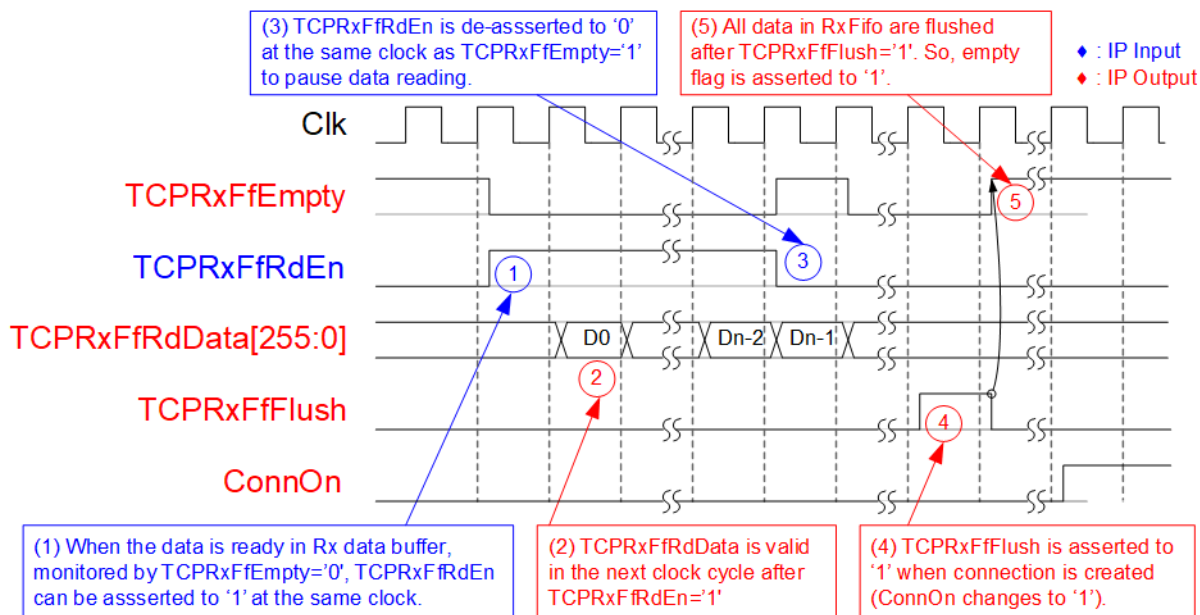 (3) TCPRxFfRdEn is de-assserted to ‘0’
at the same clock as TCPRxFfEmpty=‘1’
to pause data reading.
(5) All data in RxFifo are flushed
after TCPRxFfFlush=’1'. So, empty
flag is asserted to ‘1’.
♦ : IP Input
♦ : IP Output
Clk
TCPRxFfEmpty
5
TCPRxFfRdEn
1
3
TCPRxFfRdData[255:0]
D0
Dn-2
Dn-1
2
TCPRxFfFlush
4
ConnOn
(1) When the data is ready in Rx data buffer,
monitored by TCPRxFfEmpty=’0', TCPRxFfRdEn
can be assserted to ‘1’ at the same clock.
(2) TCPRxFfRdData is valid
in the next clock cycle after
TCPRxFfRdEn=’1'
(4) TCPRxFfFlush is asserted to
‘1’ when connection is created
(ConnOn changes to ‘1’).